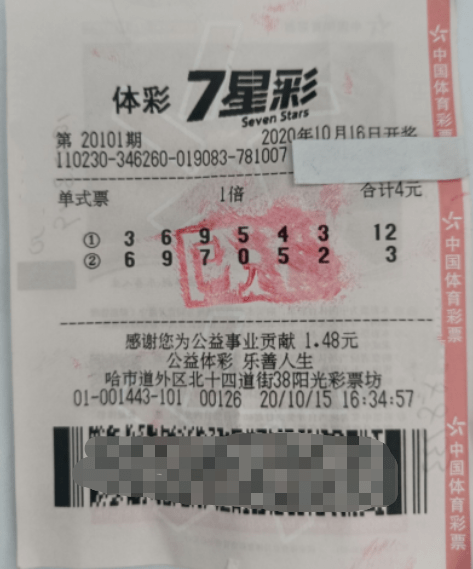 体彩 7星彩
Seven Stars
第 20101期 2020年10月16日开奖
110230-346260-019083-781007
单式票 1倍 合计4元
① 3 6 9 5 4 3 12
② 6 9 7 0 5 2 3
感谢您为公益事业贡献 1.48元
公益体彩 乐善人生
哈市道外区北十四道街38阳光彩票坊
01-001443-101 00126 20/10/15 16:34:57
中国体育彩票
中国体育彩票
中国体育彩票